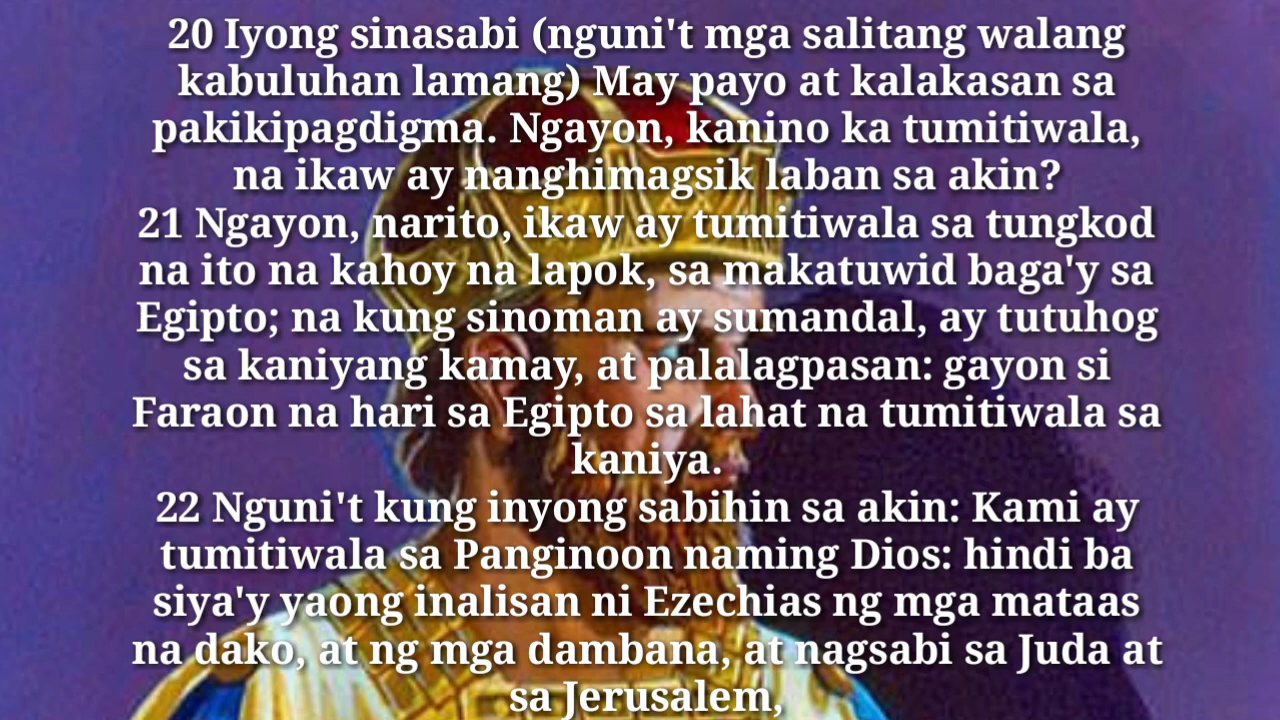 20 Iyong sinasabi (nguni't mga salitang walang
kabuluhan lamang) May payo at kalakasan sa
pakikipagdigma. Ngayon, kanino ka tumitiwala,
na ikaw ay nanghimagsik laban sa akin?
21 Ngayon, narito, ikaw ay tumitiwala sa tungkod
na ito na kahoy na lapok, sa makatuwid baga'y sa
Egipto; na kung sinoman ay sumandal, ay tutuhog
sa kaniyang kamay, at palalagpasan: gayon si
Faraon na hari sa Egipto sa lahat na tumitiwala sa
kaniya.
22 Nguni't kung inyong sabihin sa akin: Kami ay
tumitiwala sa Panginoon naming Dios: hindi ba
siya'y yaong inalisan ni Ezechias ng mga mataas
na dako, at ng mga dambana, at nagsabi sa Juda at
sa Jerusalem,